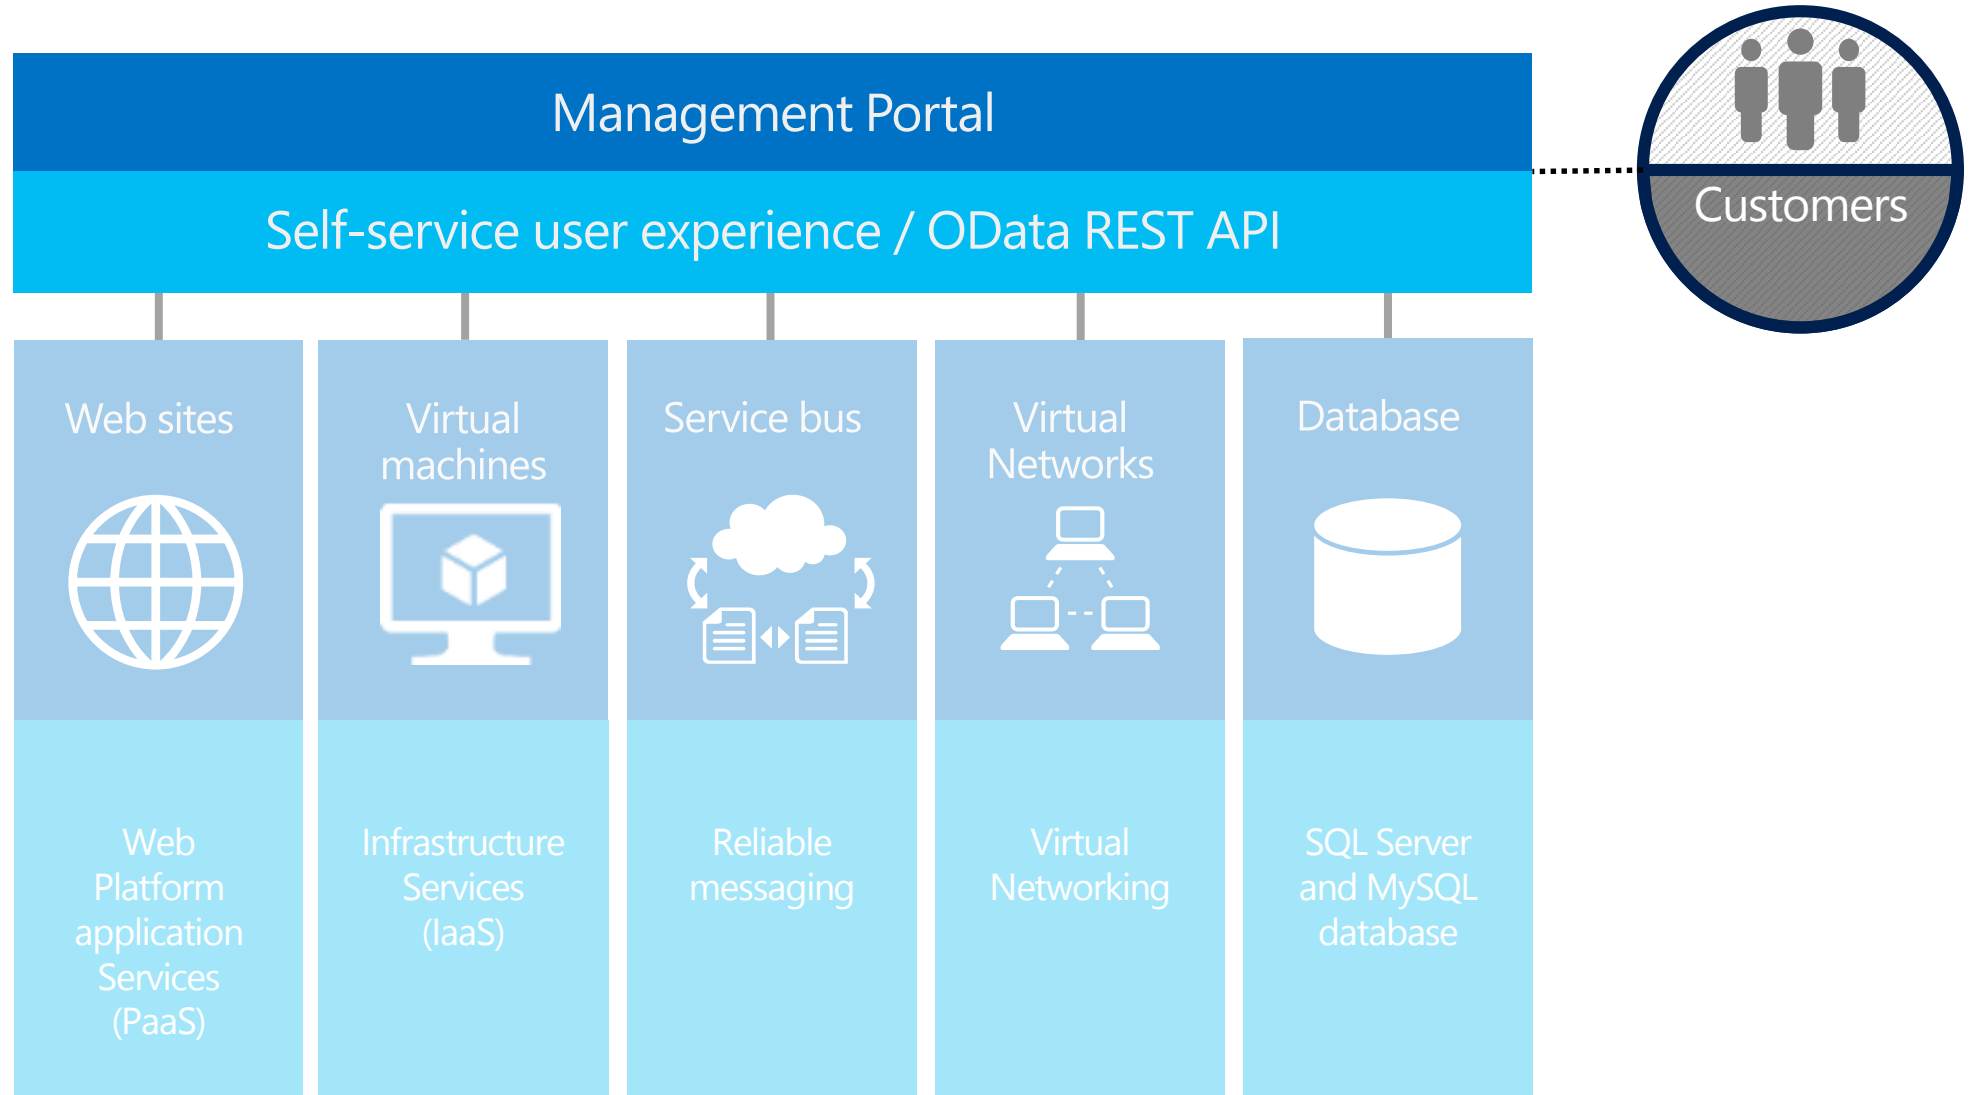 Management Portal
Self-service user experience / OData REST API
Customers
Web sites
Virtual
machines
Service bus
Virtual
Networks
Database
Web
Platform
application
Services
(PaaS)
Infrastructure
Services
(IaaS)
Reliable
messaging
Virtual
Networking
SQL Server
and MySQL
database